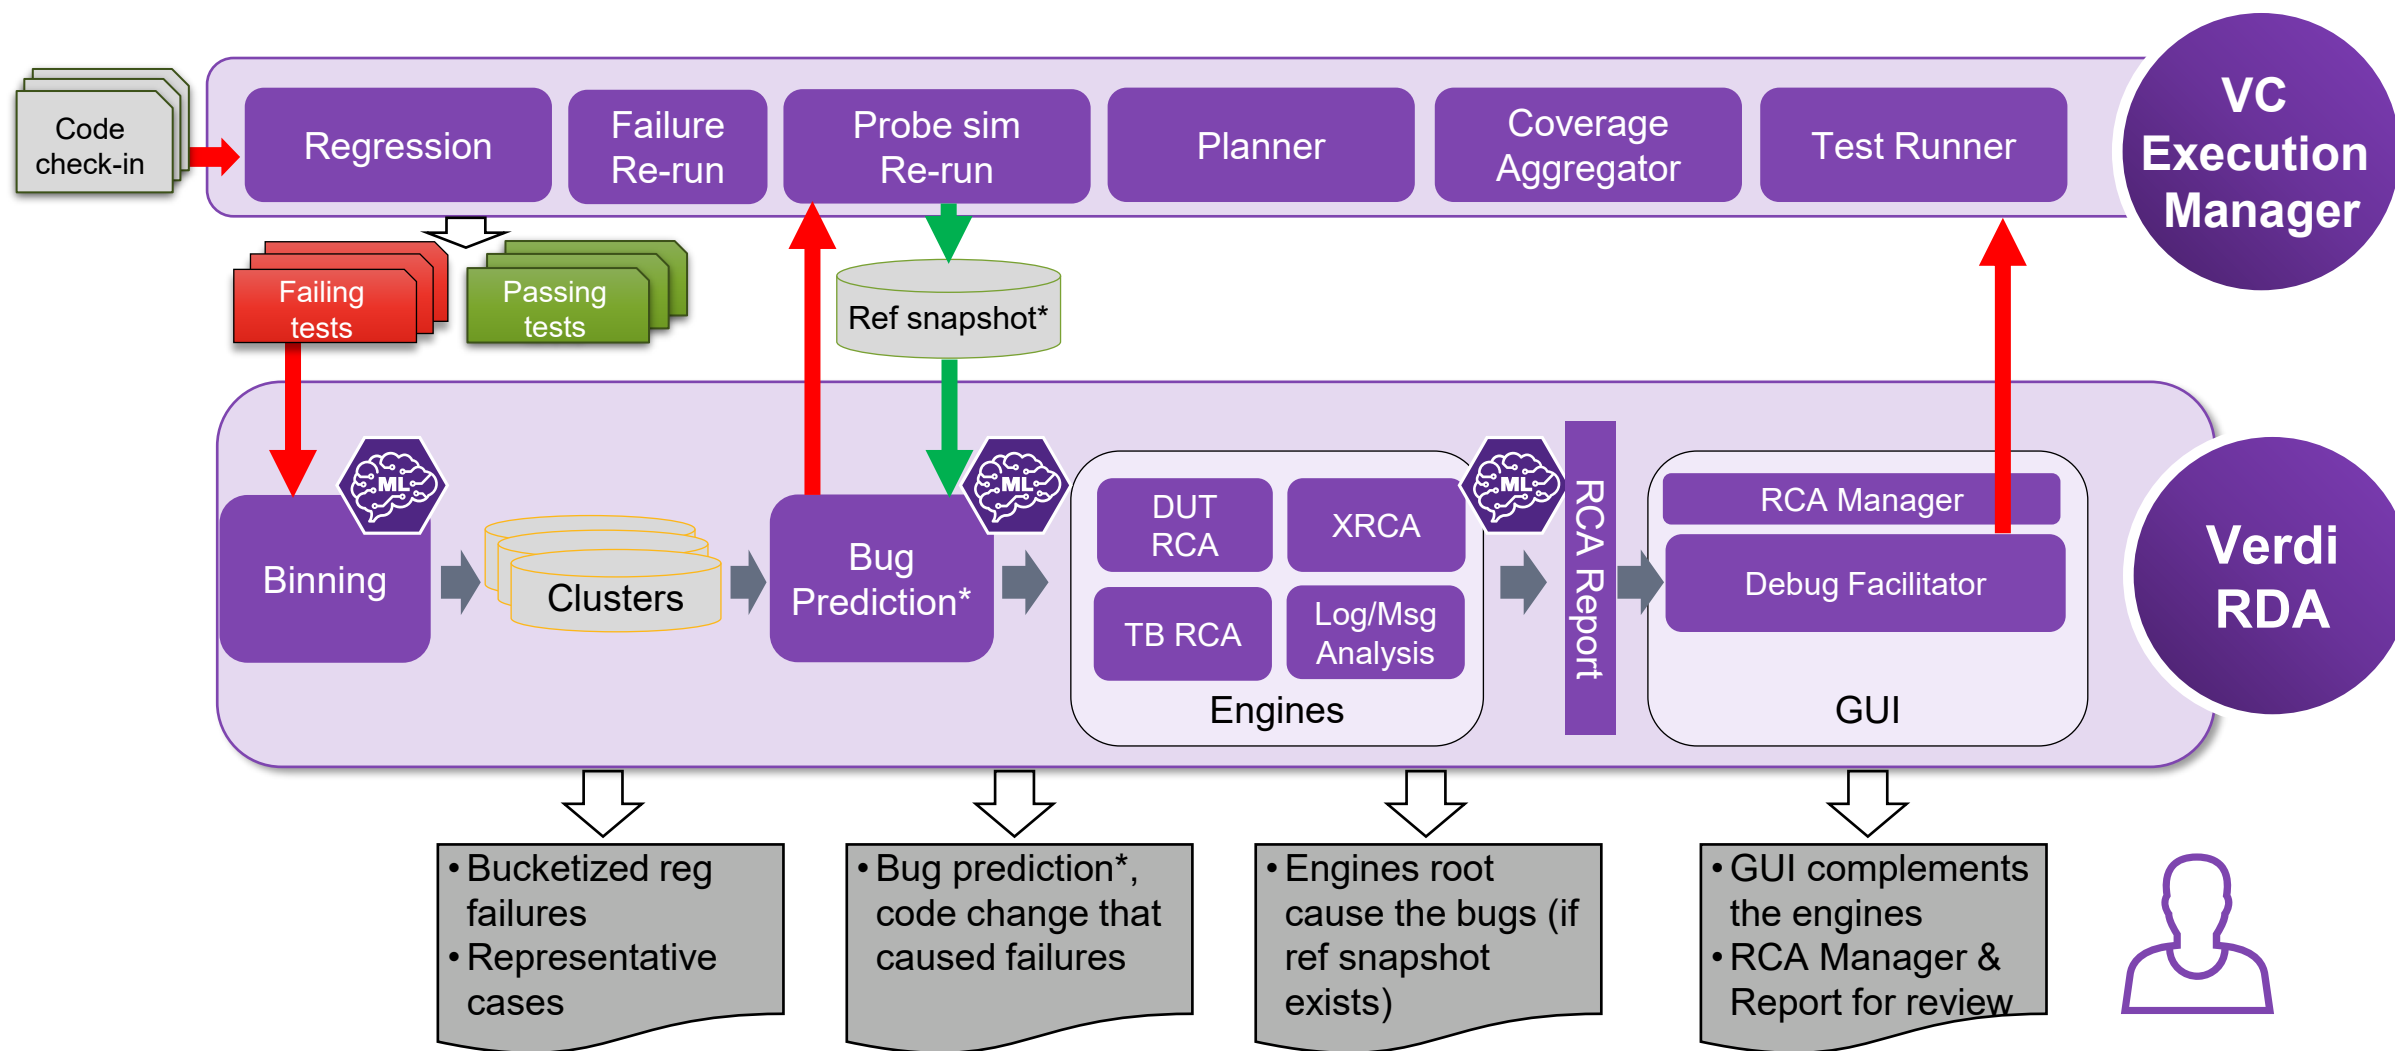 Code
check-in
Regression
Failure
Re-run
Probe sim
Re-run
Planner
Coverage
Aggregator
Test Runner
VC
Execution
Manager
Failing
tests
Passing
tests
Ref snapshot*
Binning
ML
Clusters
Bug
Prediction*
ML
DUT
RCA
XRCA
TB RCA
Log/Msg
Analysis
Engines
ML
RCA Report
RCA Manager
Debug Facilitator
GUI
Verdi
RDA
• Bucketized reg
failures
• Representative
cases
• Bug prediction*,
code change that
caused failures
• Engines root
cause the bugs (if
ref snapshot
exists)
• GUI complements
the engines
• RCA Manager &
Report for review